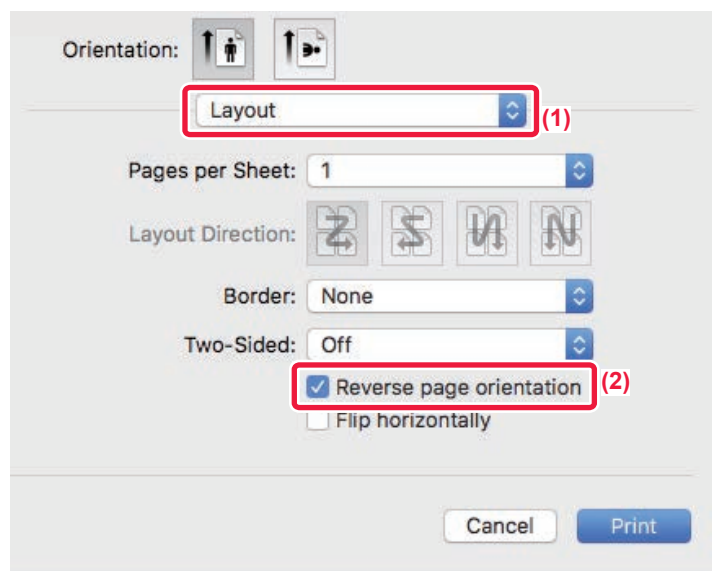 Orientation:
Layout
(1)
Pages per Sheet: 1
Layout Direction:
Border: None
Two-Sided: Off
Reverse page orientation
(2)
Flip horizontally
Cancel Print